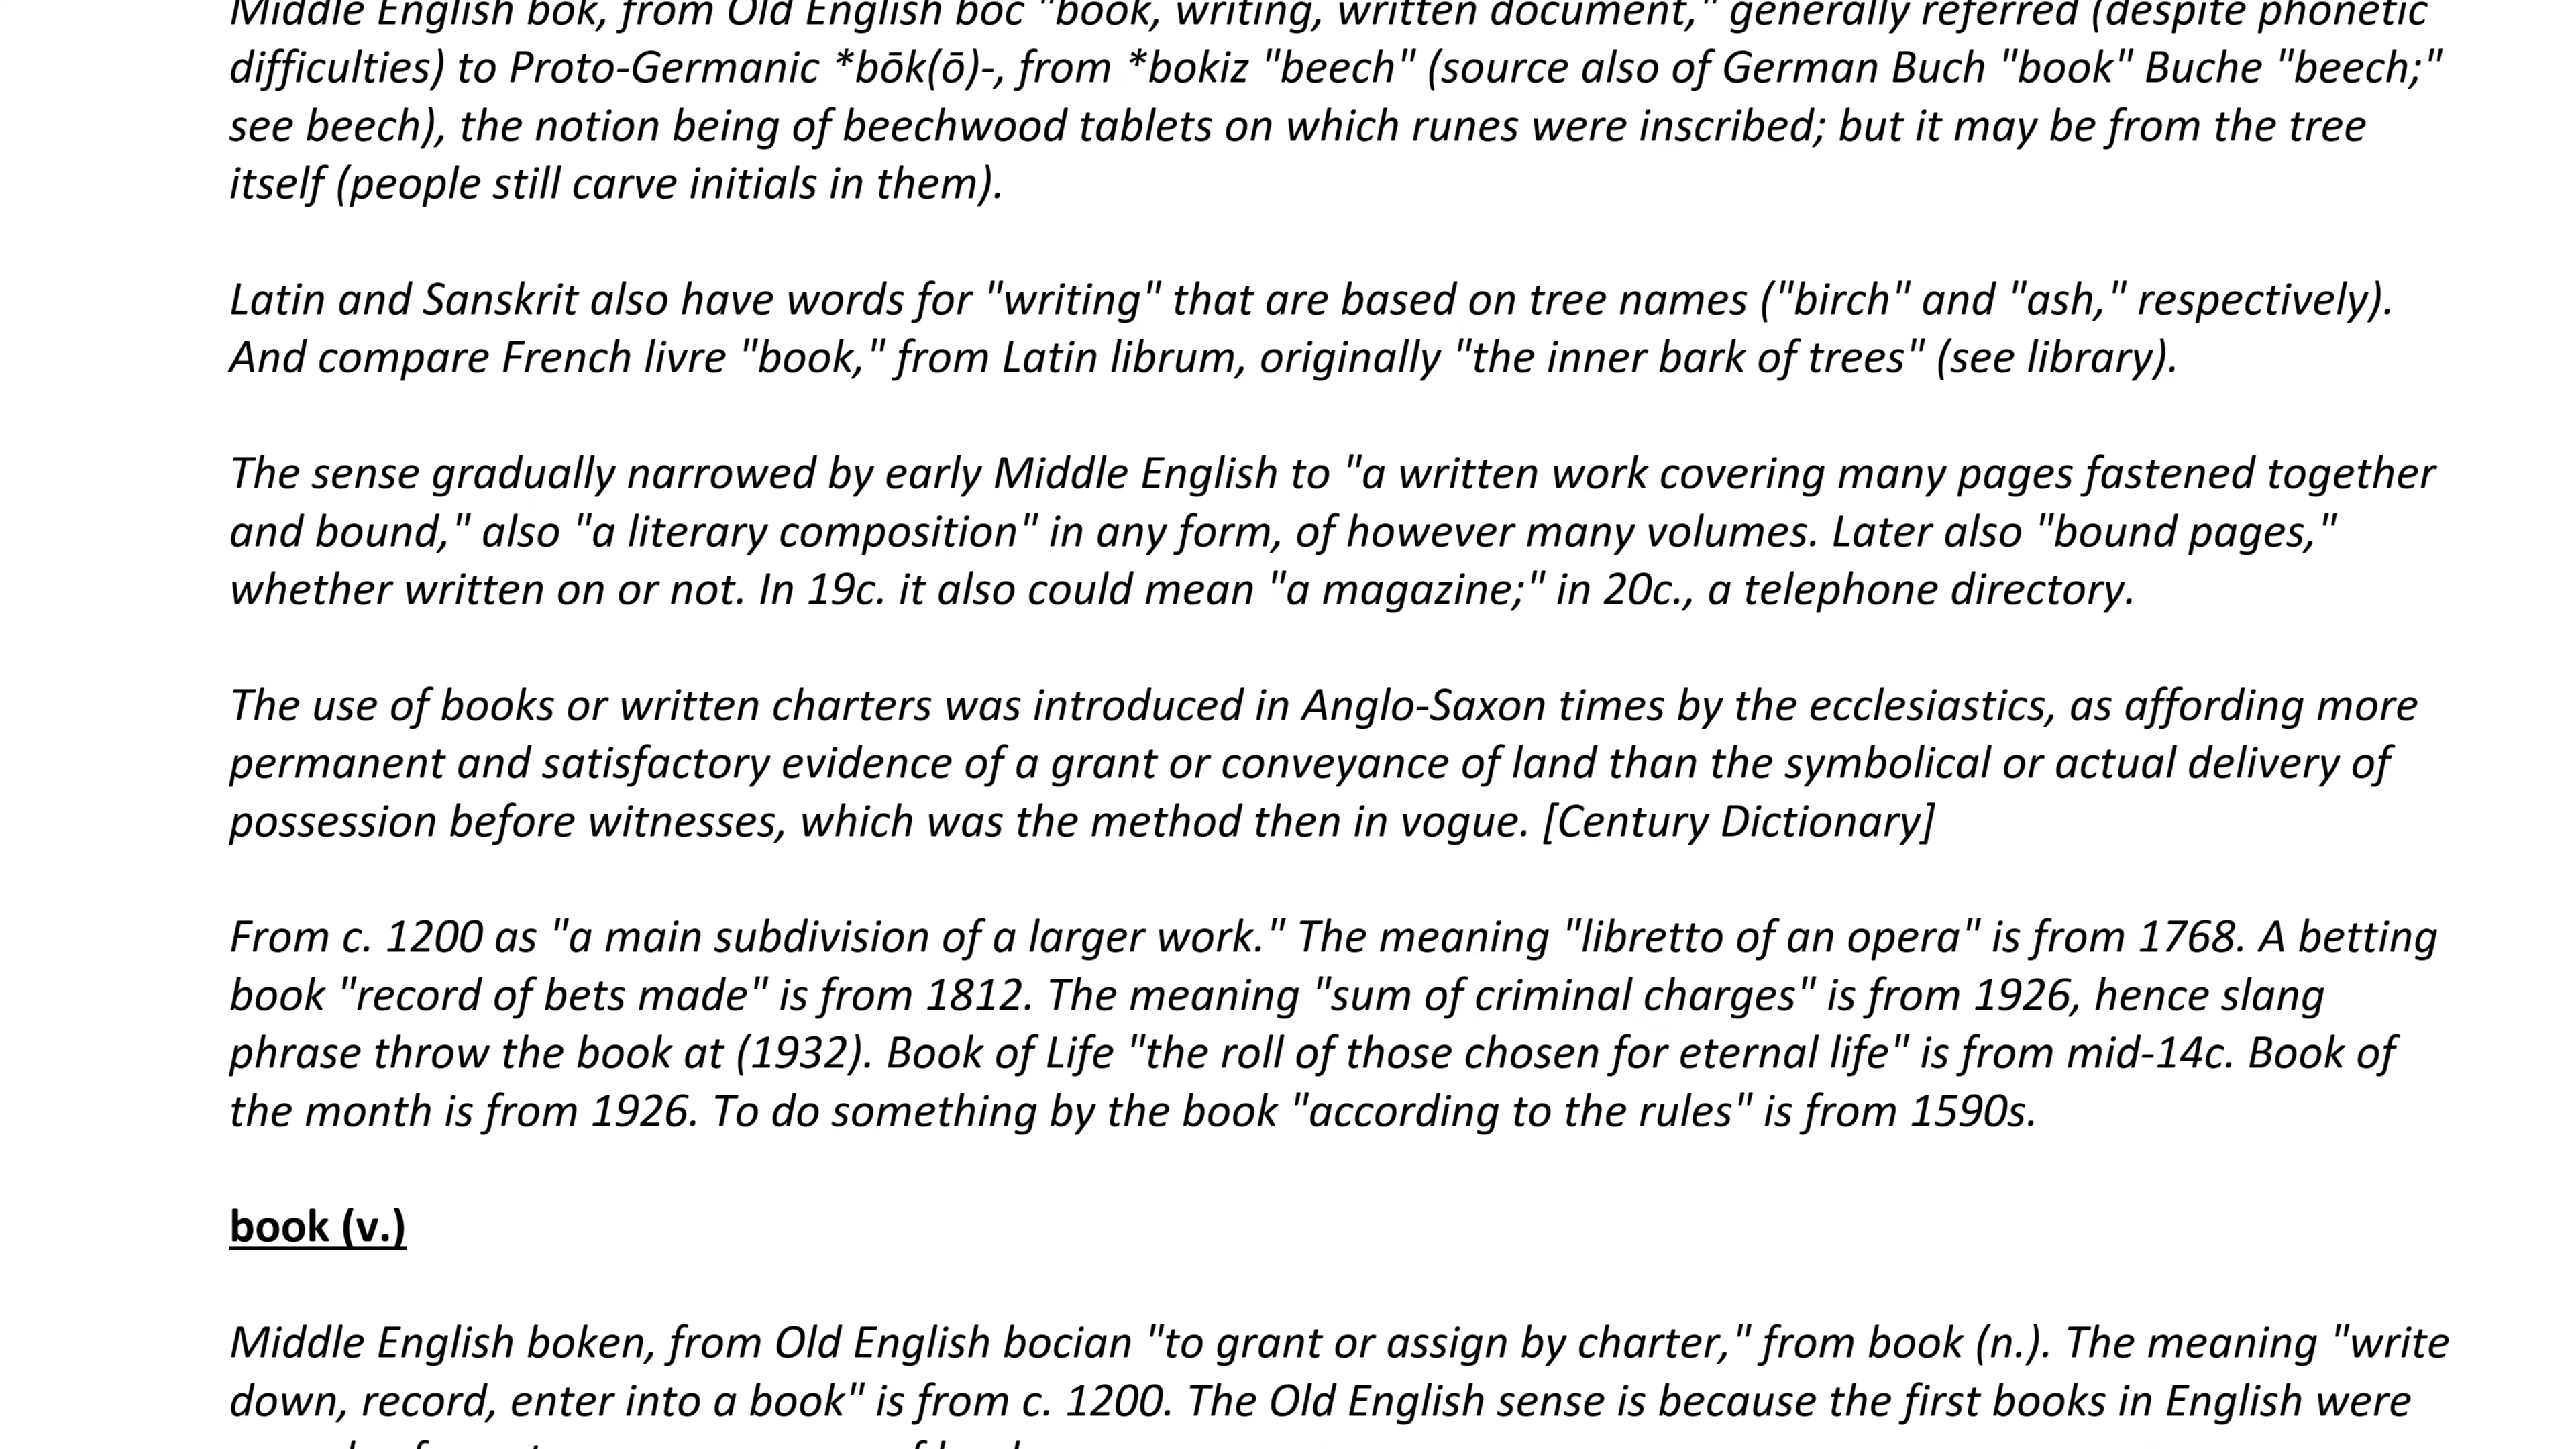 Middle English bok, from Old English boc "book, writing, written document," generally referred (despite phonetic
difficulties) to Proto-Germanic *bōk(ō)-, from *bokiz "beech" (source also of German Buch "book" Buche "beech;"
see beech), the notion being of beechwood tablets on which runes were inscribed; but it may be from the tree
itself (people still carve initials in them).
Latin and Sanskrit also have words for "writing" that are based on tree names ("birch" and "ash," respectively).
And compare French livre "book," from Latin librum, originally "the inner bark of trees" (see library).
The sense gradually narrowed by early Middle English to "a written work covering many pages fastened together
and bound," also "a literary composition" in any form, of however many volumes. Later also "bound pages,"
whether written on or not. In 19c. it also could mean "a magazine;" in 20c., a telephone directory.
The use of books or written charters was introduced in Anglo-Saxon times by the ecclesiastics, as affording more
permanent and satisfactory evidence of a grant or conveyance of land than the symbolical or actual delivery of
possession before witnesses, which was the method then in vogue. [Century Dictionary]
From c. 1200 as "a main subdivision of a larger work." The meaning "libretto of an opera" is from 1768. A betting
book "record of bets made" is from 1812. The meaning "sum of criminal charges" is from 1926, hence slang
phrase throw the book at (1932). Book of Life "the roll of those chosen for eternal life" is from mid-14c. Book of
the month is from 1926. To do something by the book "according to the rules" is from 1590s.
book (v.)
Middle English boken, from Old English bocian "to grant or assign by charter," from book (n.). The meaning "write
down, record, enter into a book" is from c. 1200. The Old English sense is because the first books in English were